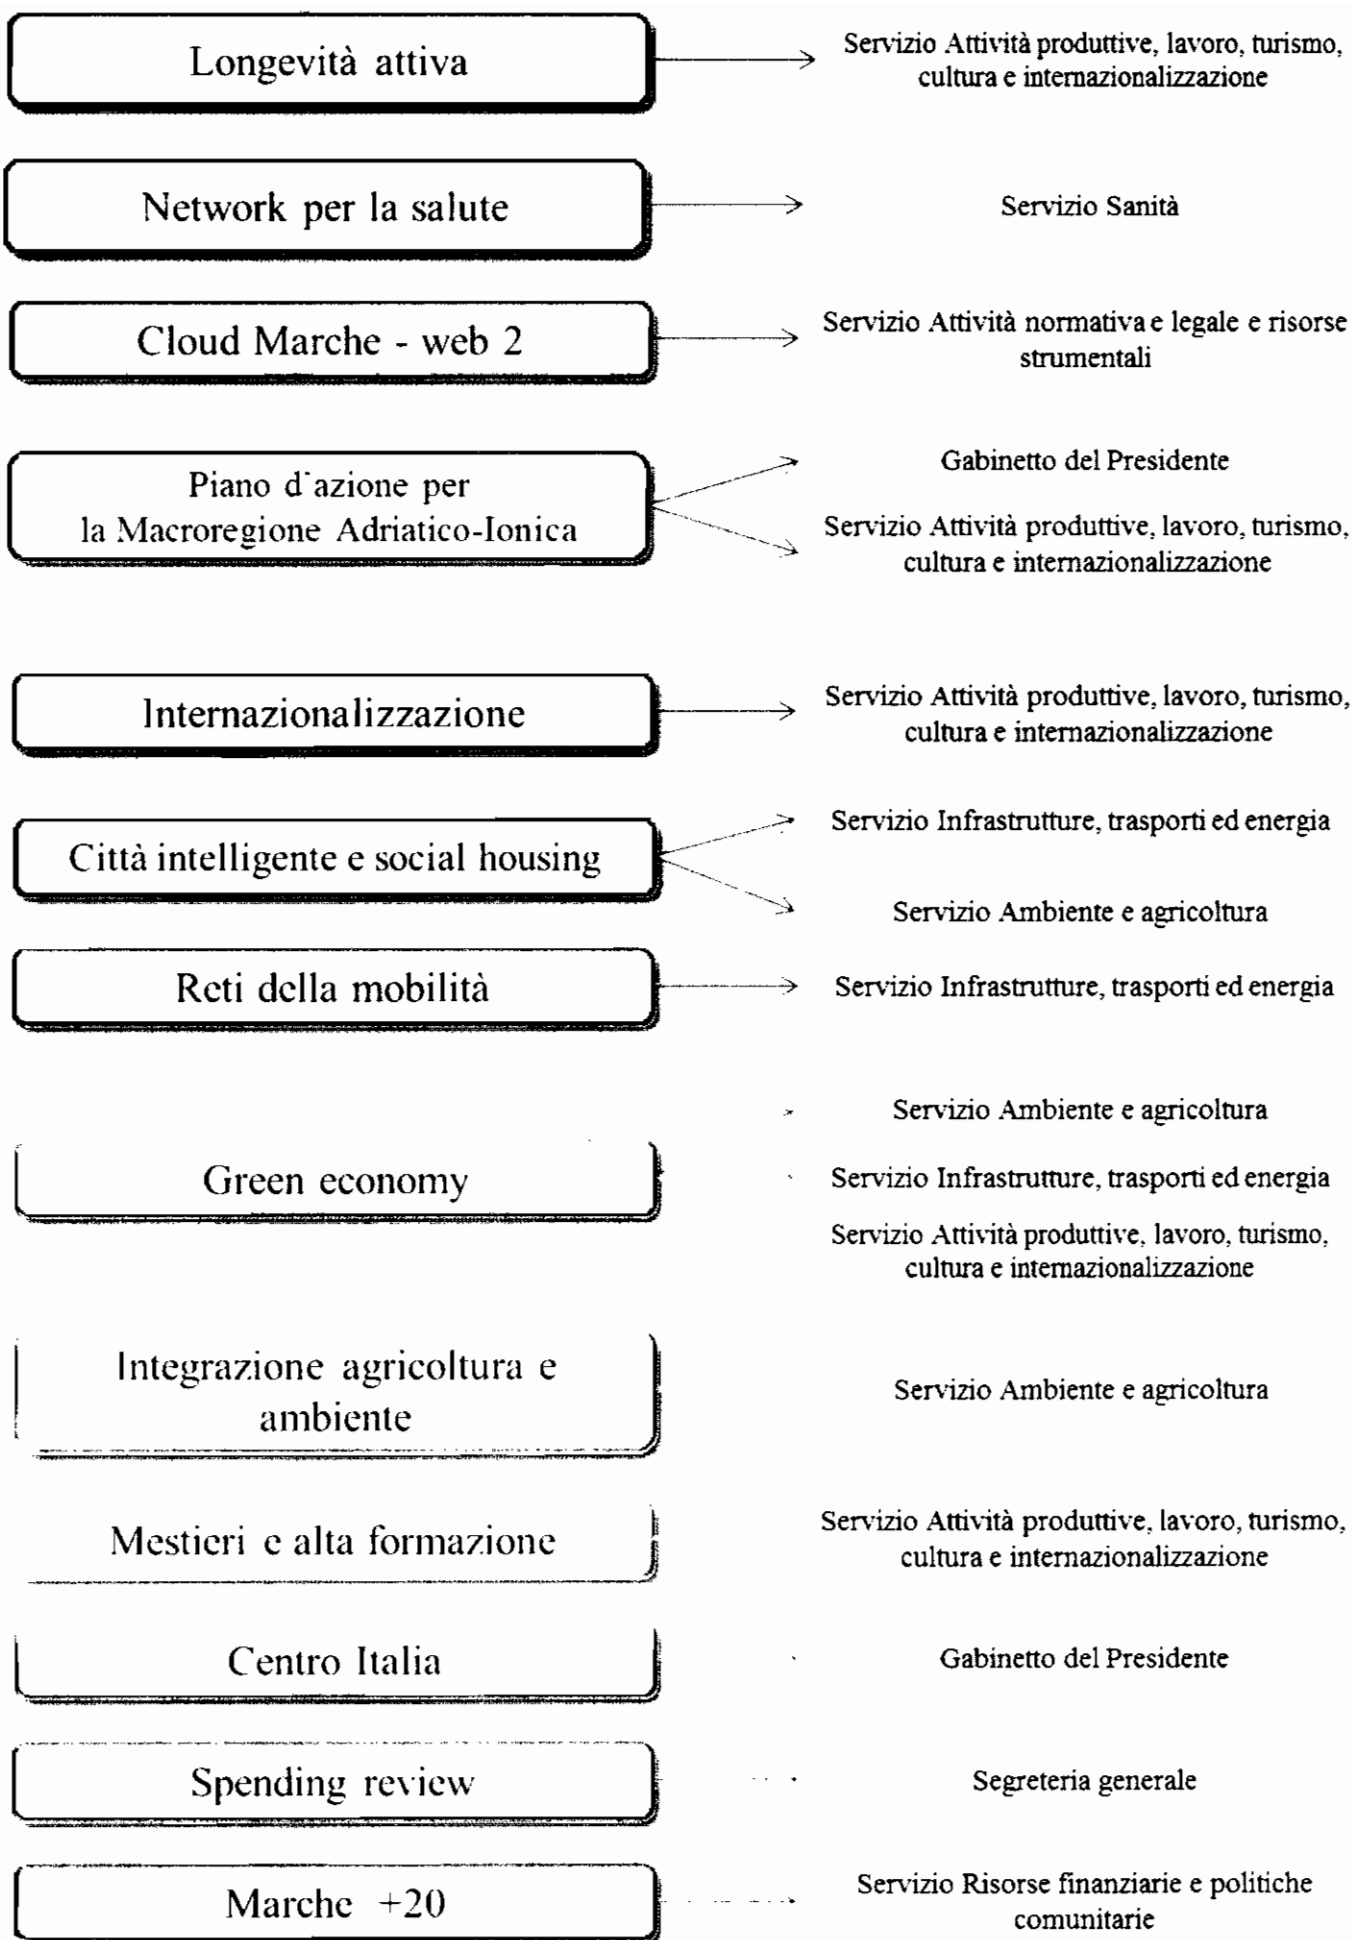 Longevità attiva
Servizio Attività produttive, lavoro, turismo,
cultura e internazionalizzazione
Network per la salute
Servizio Sanità
Cloud Marche - web 2
Servizio Attività normativa e legale e risorse
strumentali
Piano d'azione per
la Macroregione Adriatico-Ionica
Gabinetto del Presidente
Servizio Attività produttive, lavoro, turismo,
cultura e internazionalizzazione
Internazionalizzazione
Servizio Attività produttive, lavoro, turismo,
cultura e internazionalizzazione
Città intelligente e social housing
Servizio Infrastrutture, trasporti ed energia
Servizio Ambiente e agricoltura
Reti della mobilità
Servizio Infrastrutture, trasporti ed energia
Green economy
Servizio Ambiente e agricoltura
Servizio Infrastrutture, trasporti ed energia
Servizio Attività produttive, lavoro, turismo,
cultura e internazionalizzazione
Integrazione agricoltura e
ambiente
Servizio Ambiente e agricoltura
Mestieri e alta formazione
Servizio Attività produttive, lavoro, turismo,
cultura e internazionalizzazione
Centro Italia
Gabinetto del Presidente
Spending review
Segreteria generale
Marche +20
Servizio Risorse finanziarie e politiche
comunitarie